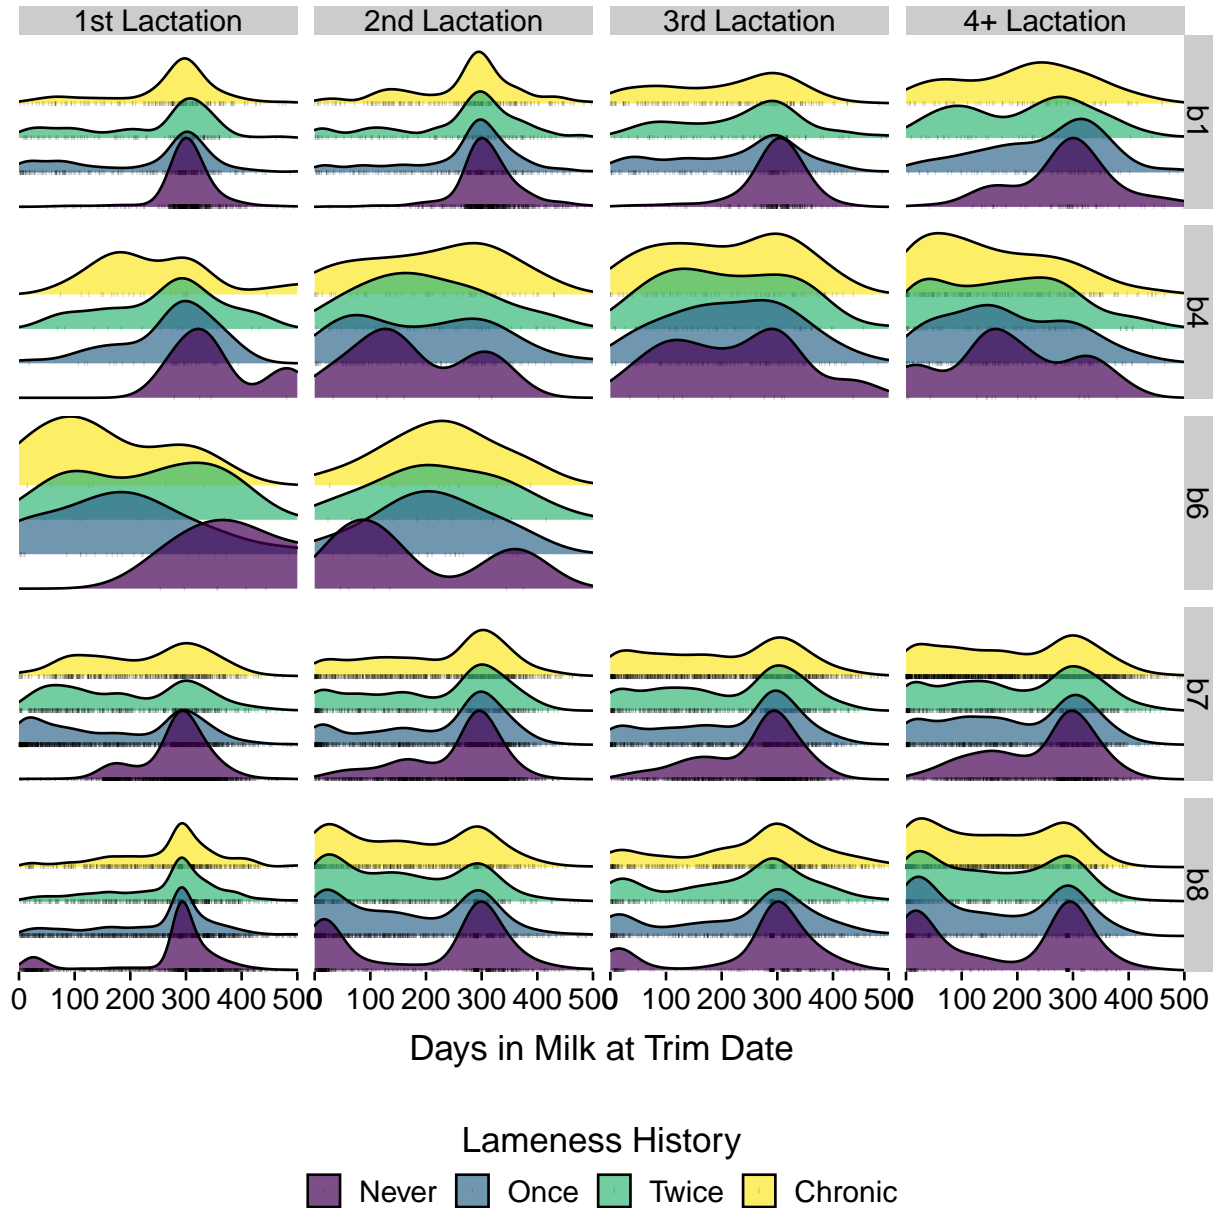 1st Lactation 2nd Lactation 3rd Lactation 4+ Lactation
b1
b4
b6
b7
b8
0 100 200 300 400 500 0 100 200 300 400 500 0 100 200 300 400 500 0 100 200 300 400 500
Days in Milk at Trim Date
Lameness History
Never Once Twice Chronic